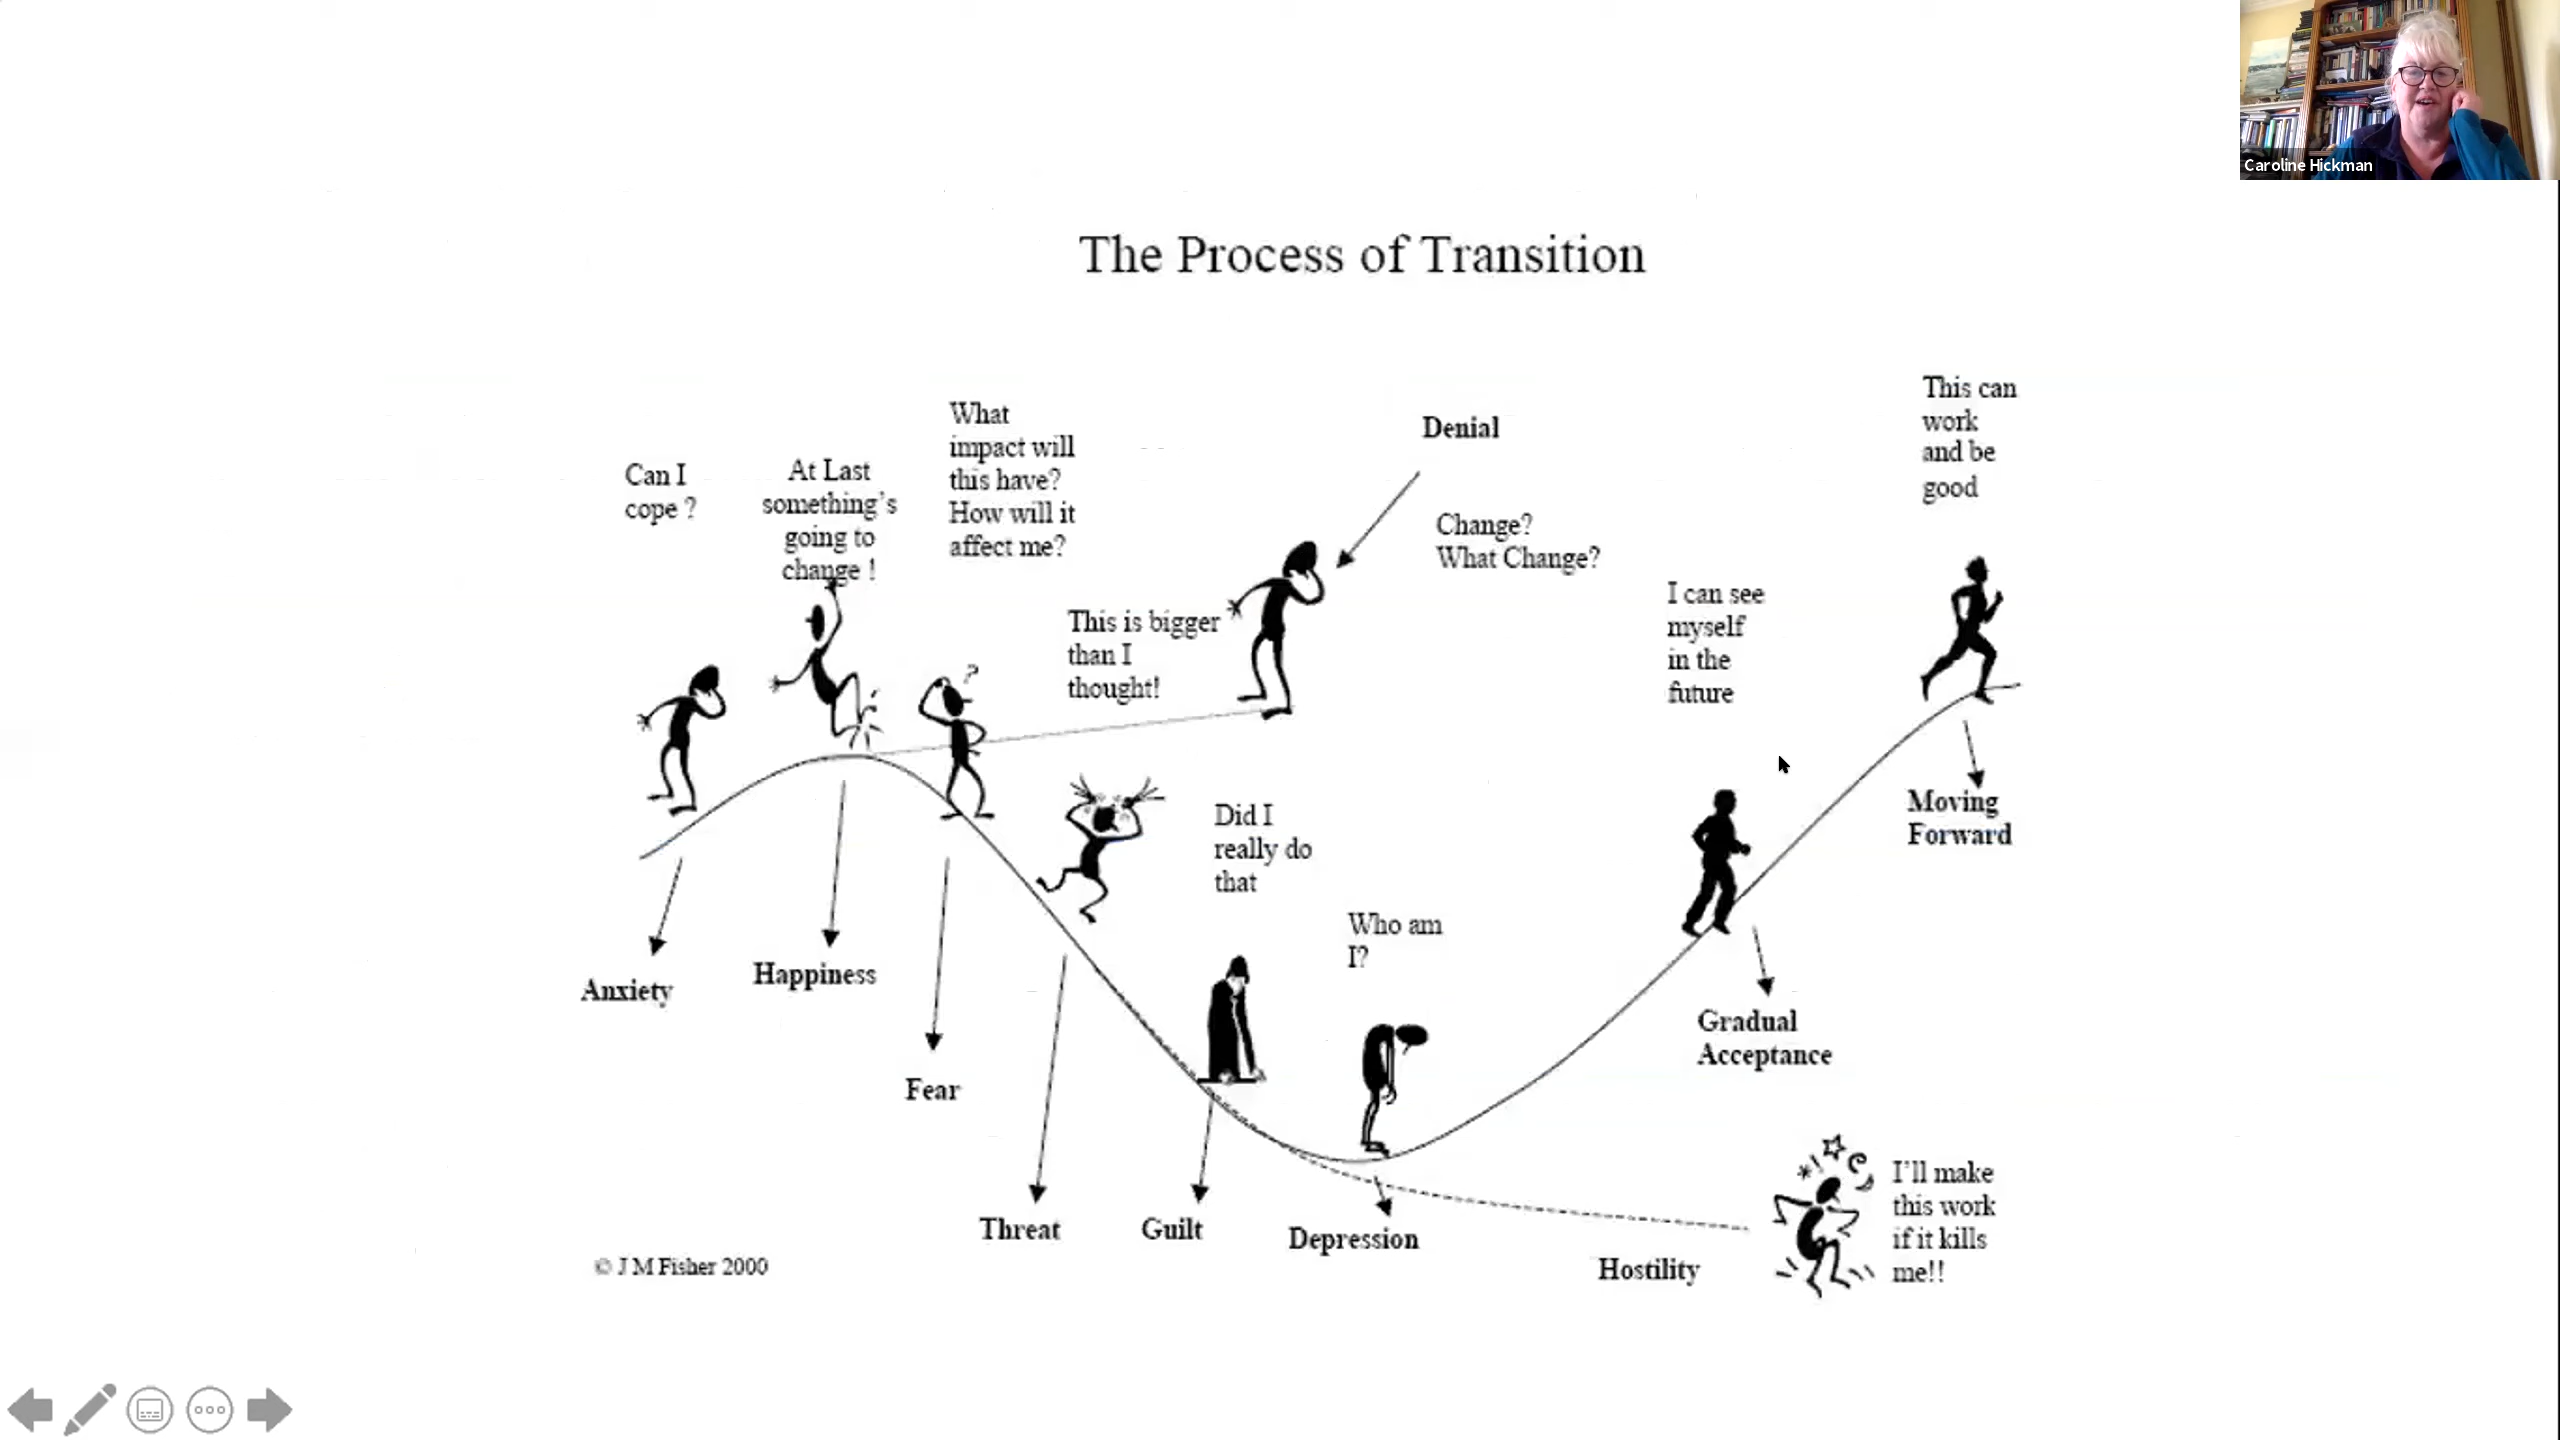 Caroline Hickman
The Process of Transition
Can I
cope ?
At Last
something's
going to
change !
What
impact will
this have?
How will it
affect me?
This is bigger
than I
thought!
Denial
Change?
What Change?
I can see
myself
in the
future
This can
work
and be
good
?
Did I
really do
that
Who am
I?
Moving
Forward
Gradual
Acceptance
Anxiety
Happiness
Fear
Threat
Guilt
Depression
Hostility
I'll make
this work
if it kills
me!!
© J M Fisher 2000